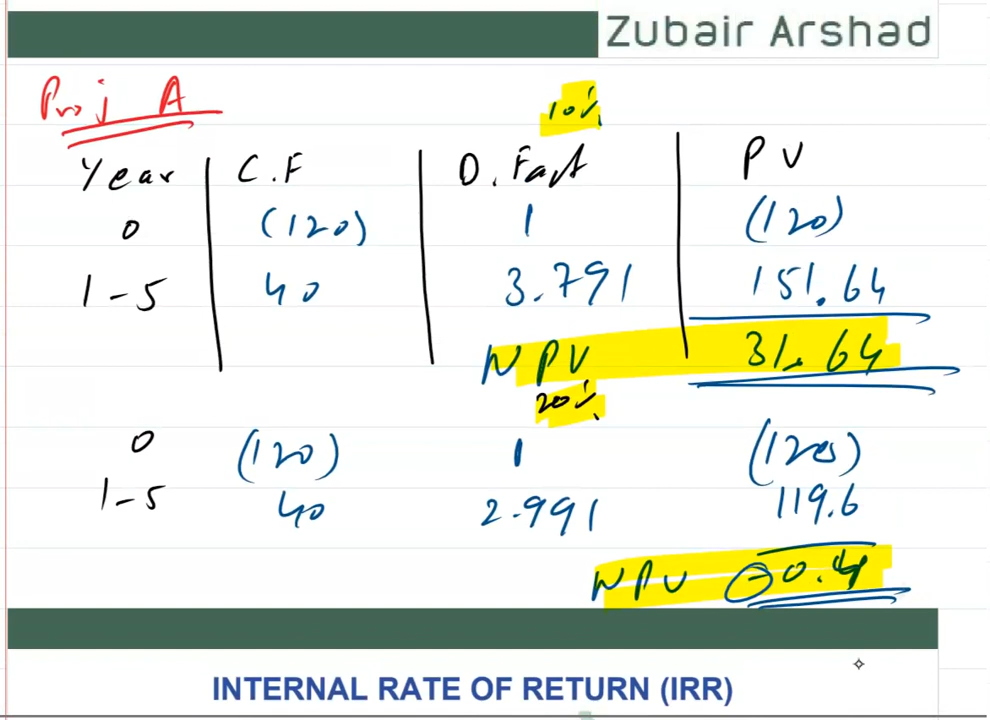 Zubair Arshad
Proj A
10%
Year C.F D. Fact PV
0 (120) 1 (120)
1-5 40 3.791 151.64
NPV 31.64
20%
0 (120) 1 (120)
1-5 40 2.991 119.6
NPV -0.4
INTERNAL RATE OF RETURN (IRR)